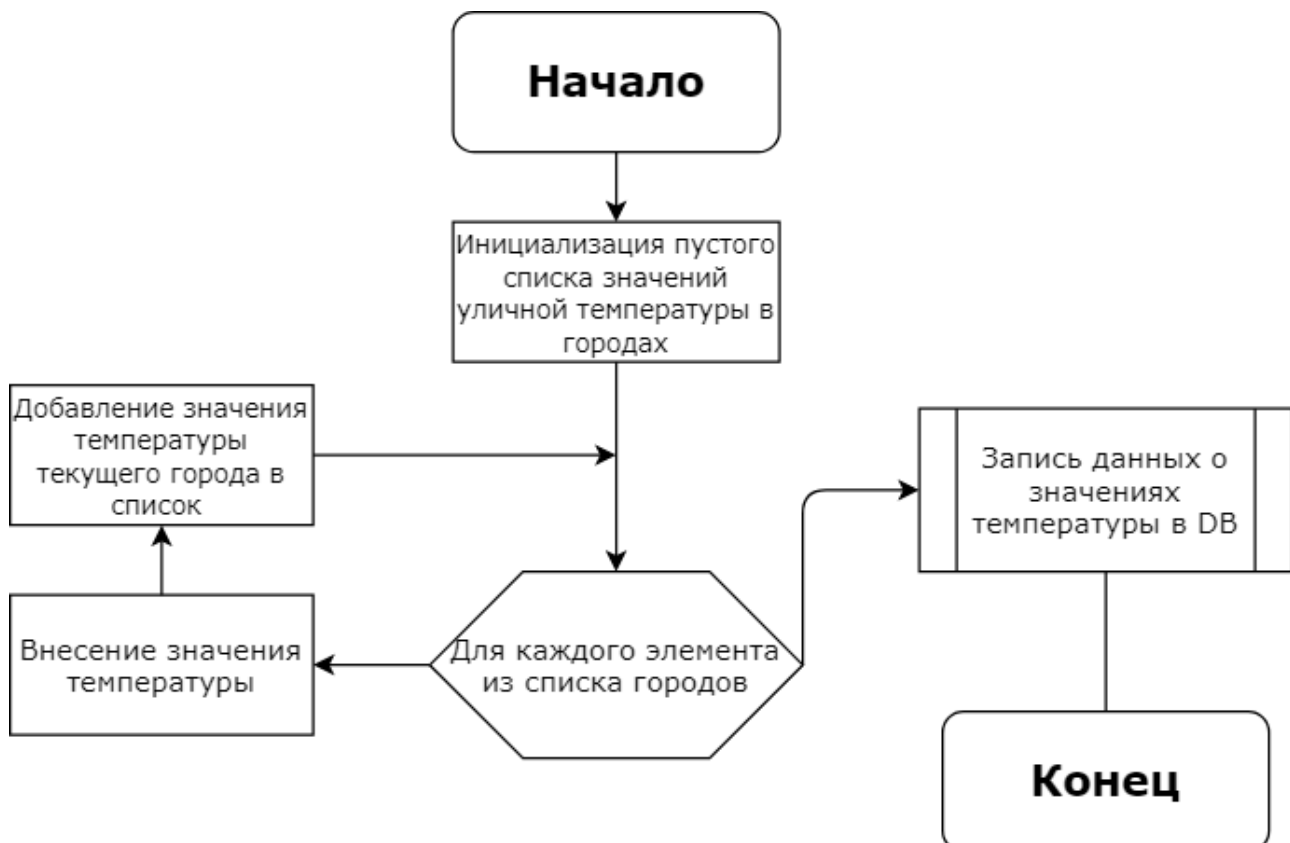 Начало
Инициализация пустого
списка значений
уличной температуры в
городах
Добавление значения
температуры
текущего города в
список
Запись данных о
значениях
температуры в DB
Внесение значения
температуры
Для каждого элемента
из списка городов
Конец